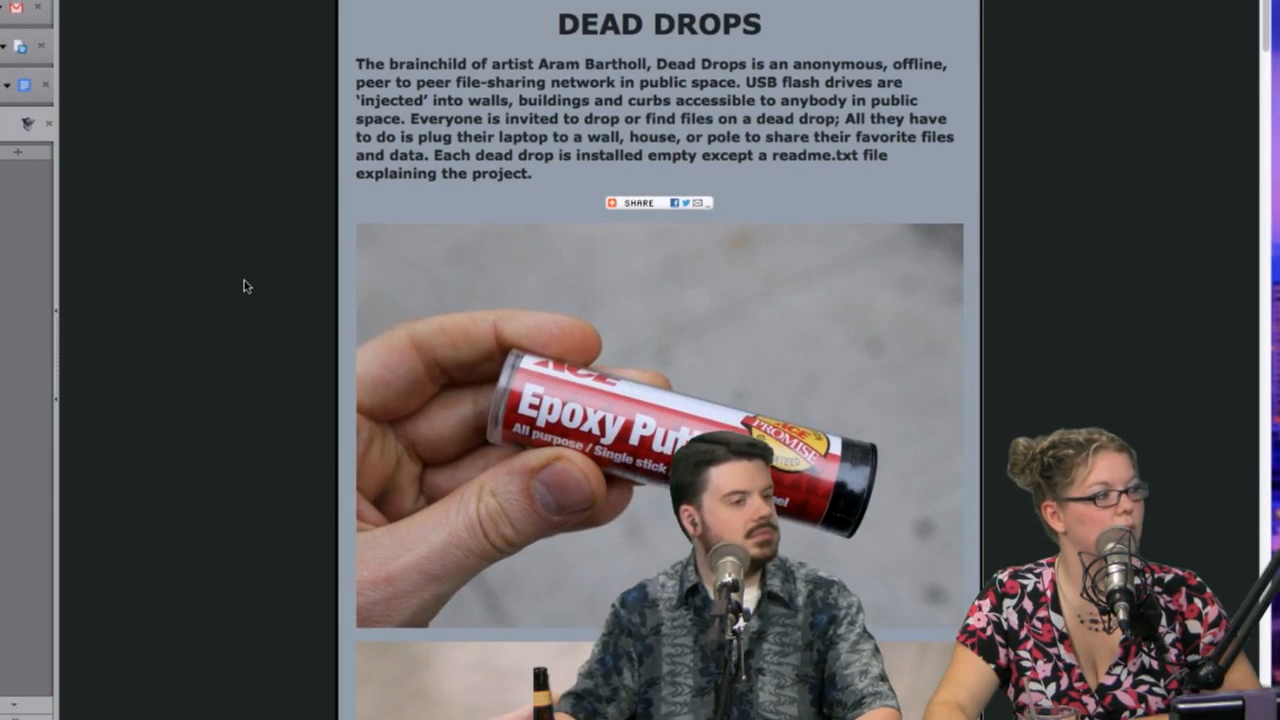 DEAD DROPS
The brainchild of artist Aram Bartholl, Dead Drops is an anonymous, offline,
peer to peer file-sharing network in public space. USB flash drives are
‘injected’ into walls, buildings and curbs accessible to anybody in public
space. Everyone is invited to drop or find files on a dead drop; All they have
to do is plug their laptop to a wall, house, or pole to share their favorite files
and data. Each dead drop is installed empty except a readme.txt file
explaining the project.
SHARE
ACE
Epoxy Put
All purpose / Single stick
ACE
PROMISE